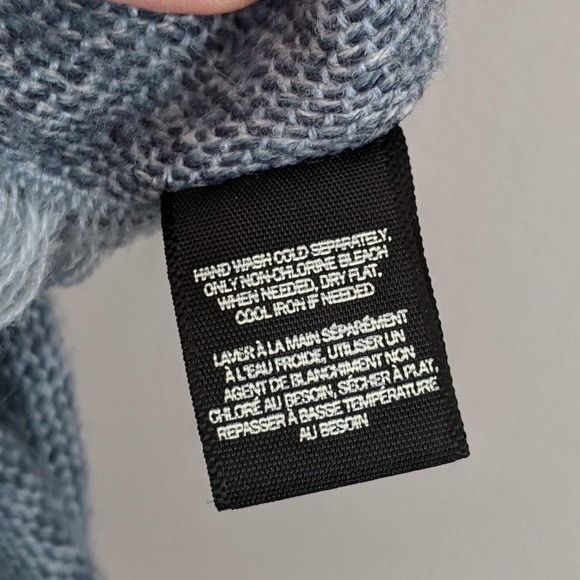 HAND WASH COLD SEPARATELY,
ONLY NON-CHLORINE BLEACH
WHEN NEEDED, DRY FLAT,
COOL IRON IF NEEDED
LAVER À LA MAIN SÉPARÉMENT
À L'EAU FROIDE, UTILISER UN
AGENT DE BLANCHIMENT NON
CHLORÉ AU BESOIN, SÉCHER À PLAT,
REPASSER À BASSE TEMPÉRATURE
AU BESOIN